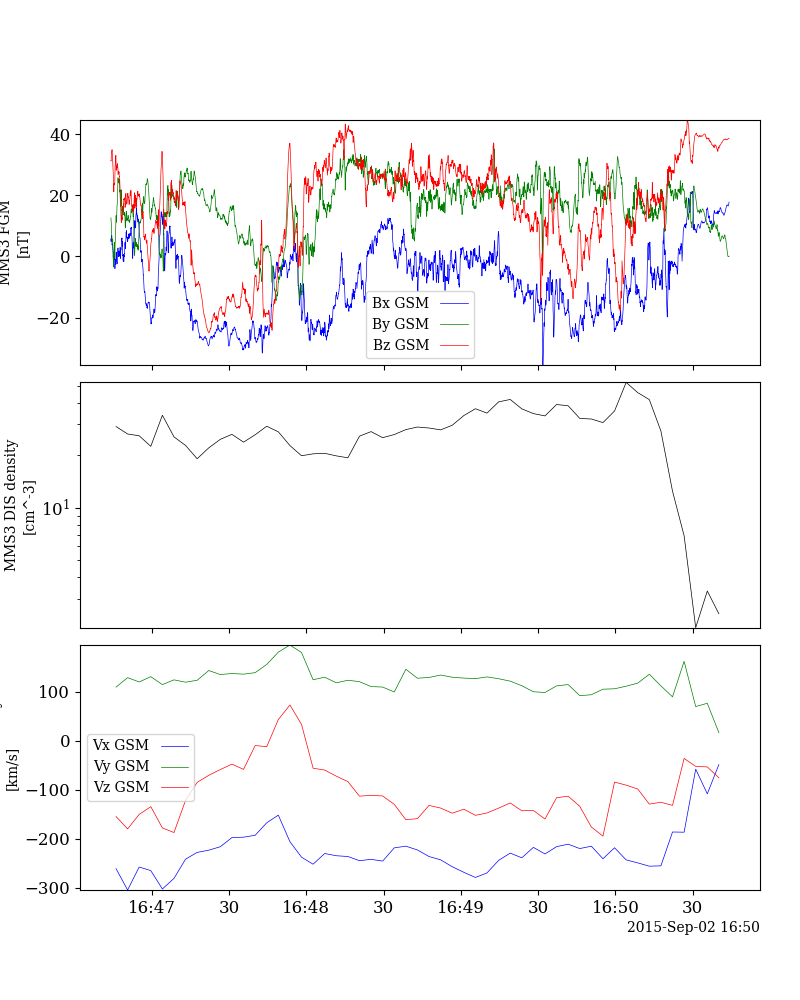 MMS3 FGM
[nT]
40
20
0
−20
Bx GSM
By GSM
Bz GSM
MMS3 DIS density
[cm^-3]
10^1
100
0
−100
−200
−300
[km/s]
Vx GSM
Vy GSM
Vz GSM
16:47
30
16:48
30
16:49
30
16:50
30
2015-Sep-02 16:50